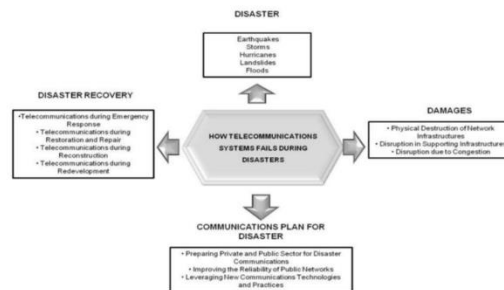 DISASTER
Earthquakes
Storms
Hurricanes
Landslides
Floods
DISASTER RECOVERY
•Telecommunications during Emergency
Response
• Telecommunications during
Restoration and Repair
• Telecommunications during
Reconstruction
• Telecommunications during
Redevelopment
HOW TELECOMMUNICATIONS
SYSTEMS FAILS DURING
DISASTERS
DAMAGES
• Physical Destruction of Network
Infrastructures
• Disruption in Supporting Infrastructures
• Disruption due to Congestion
COMMUNICATIONS PLAN FOR
DISASTER
• Preparing Private and Public Sector for Disaster
Communications
• Improving the Reliability of Public Networks
• Leveraging New Communications Technologies
and Practices